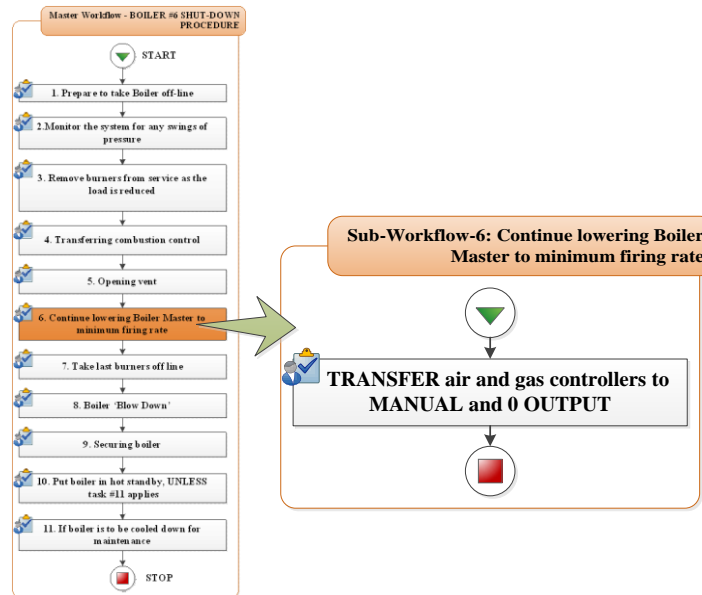 Master Workflow - BOILER #6 SHUT-DOWN
PROCEDURE
START
1. Prepare to take Boiler off-line
2.Monitor the system for any swings of
pressure
3. Remove burners from service as the
load is reduced
4. Transferring combustion control
5. Opening vent
6. Continue lowering Boiler Master to
minimum firing rate
7. Take last burners off line
8. Boiler ‘Blow Down’
9. Securing boiler
10. Put boiler in hot standby, UNLESS
task #11 applies
11. If boiler is to be cooled down for
maintenance
STOP
Sub-Workflow-6: Continue lowering Boiler
Master to minimum firing rate
TRANSFER air and gas controllers to
MANUAL and 0 OUTPUT